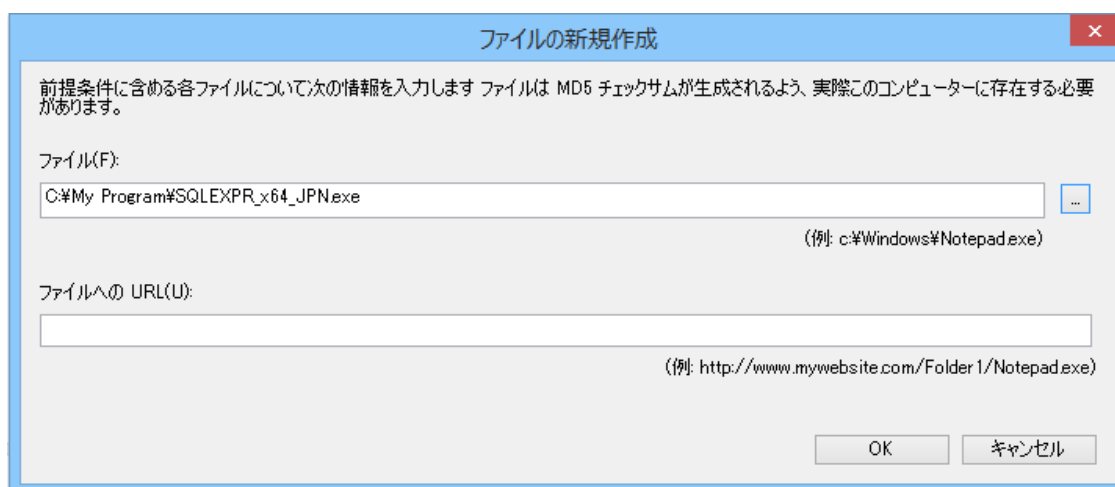 ファイルの新規作成
前提条件に含める各ファイルについて次の情報を入力します ファイルは MD5 チェックサムが生成されるよう、実際このコンピューターに存在する必要
があります。
ファイル(F):
C:¥My Program¥SQLEXPR_x64_JPN.exe
...
(例: c:¥Windows¥Notepad.exe)
ファイルへの URL(U):
(例: http://www.mywebsite.com/Folder1/Notepad.exe)
OK
キャンセル